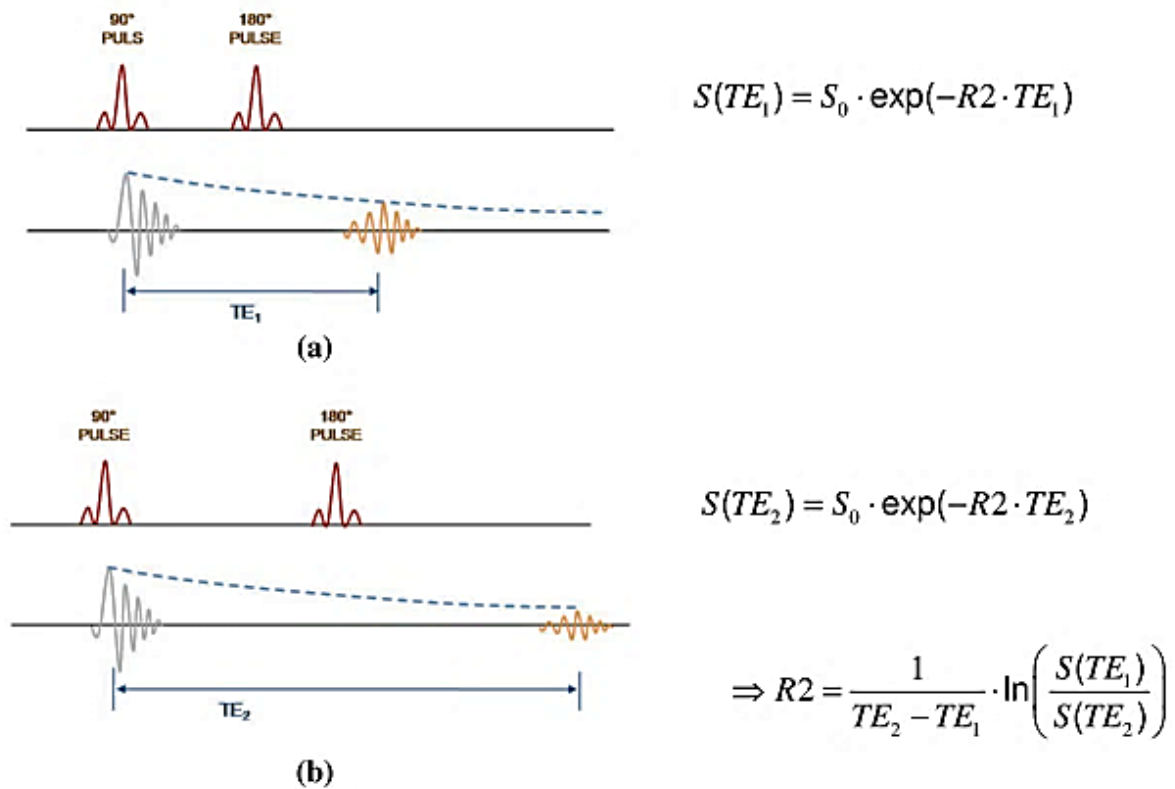 90°
PULS
180°
PULSE
S(TE₁) = S₀ · exp(−R2 · TE₁)
TE₁
(a)
90°
PULSE
180°
PULSE
S(TE₂) = S₀ · exp(−R2 · TE₂)
TE₂
⇒ R2 = 1 / (TE₂ − TE₁) · ln(S(TE₁) / S(TE₂))
(b)